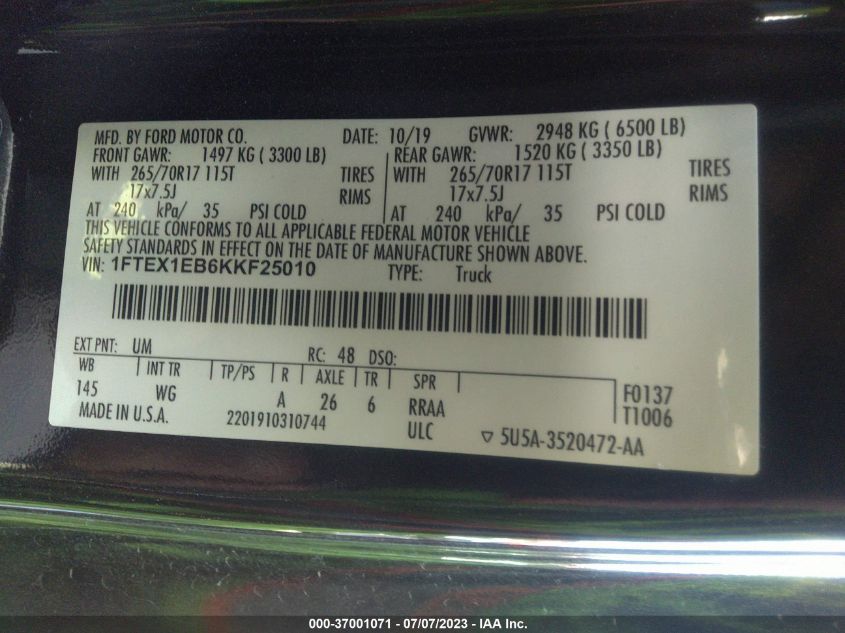 MFD. BY FORD MOTOR CO. DATE: 10/19 GVWR: 2948 KG ( 6500 LB)
FRONT GAWR: 1497 KG ( 3300 LB) REAR GAWR: 1520 KG ( 3350 LB)
WITH 265/70R17 115T TIRES WITH 265/70R17 115T TIRES
17x7.5J RIMS 17x7.5J RIMS
AT 240 kPa/ 35 PSI COLD AT 240 kPa/ 35 PSI COLD
THIS VEHICLE CONFORMS TO ALL APPLICABLE FEDERAL MOTOR VEHICLE
SAFETY STANDARDS IN EFFECT ON THE DATE OF MANUFACTURE SHOWN ABOVE.
VIN: 1FTEX1EB6KKF25010 TYPE: Truck
EXT PNT: UM RC: 48 DSO:
WB INT TR TP/PS R AXLE TR SPR
145 WG A 26 6 RRAA F0137
MADE IN U.S.A. 2201910310744 ULC T1006
▽ 5U5A-3520472-AA
000-37001071 - 07/07/2023 - IAA Inc.